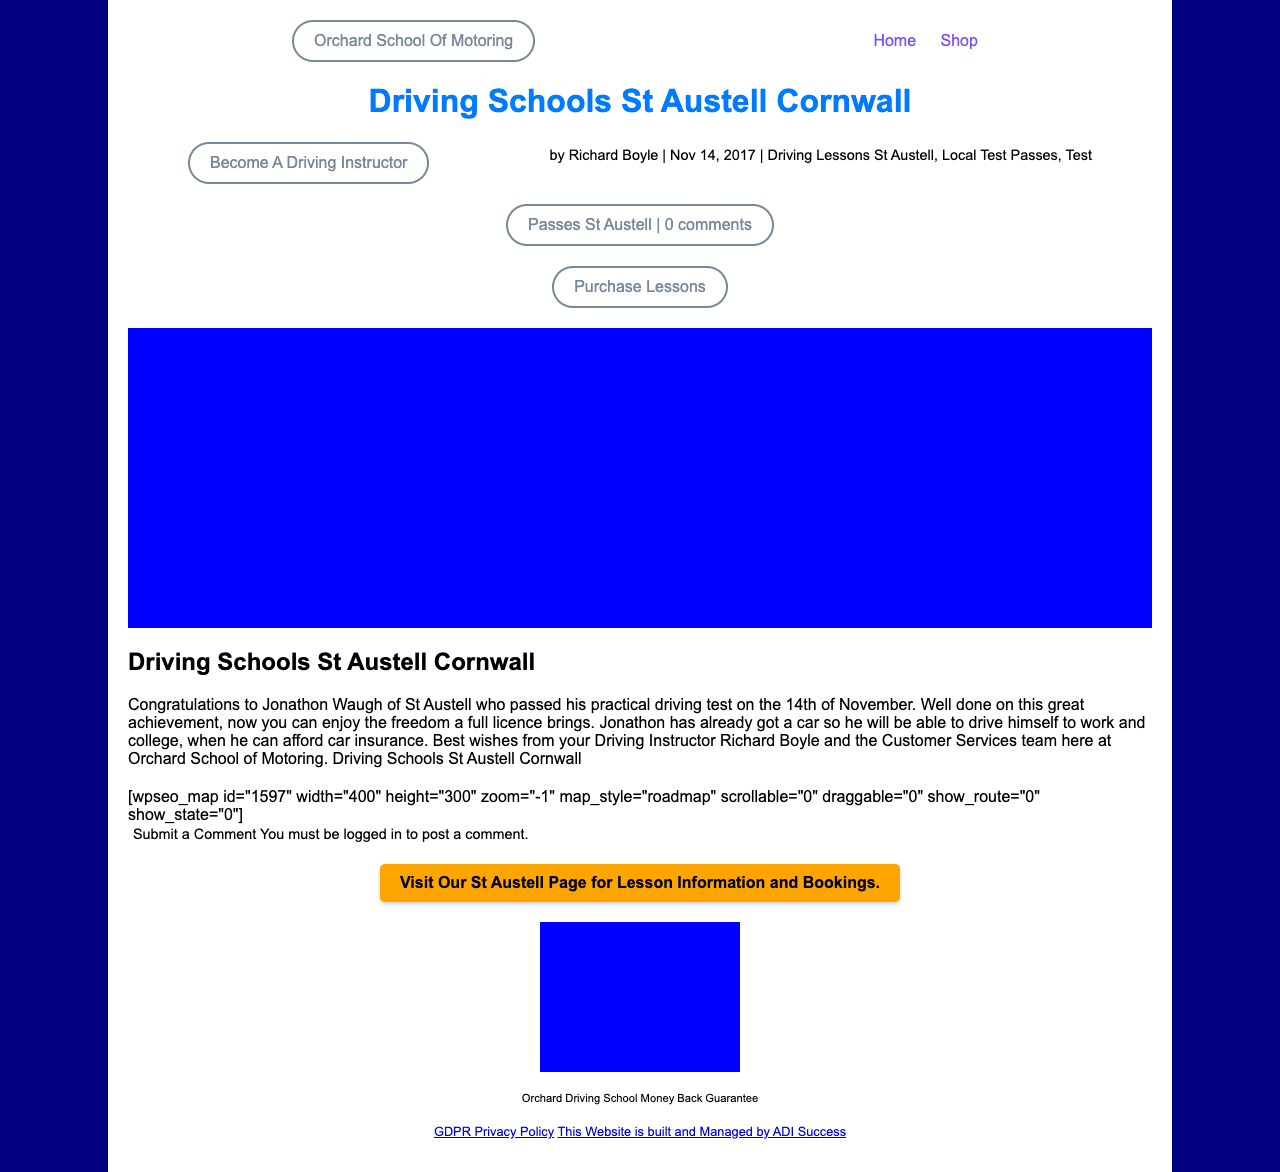 Orchard School Of Motoring
Home Shop
Driving Schools St Austell Cornwall
Become A Driving Instructor
by Richard Boyle | Nov 14, 2017 | Driving Lessons St Austell, Local Test Passes, Test
Passes St Austell | 0 comments
Purchase Lessons
Driving Schools St Austell Cornwall
Congratulations to Jonathon Waugh of St Austell who passed his practical driving test on the 14th of November. Well done on this great
achievement, now you can enjoy the freedom a full licence brings. Jonathon has already got a car so he will be able to drive himself to work and
college, when he can afford car insurance. Best wishes from your Driving Instructor Richard Boyle and the Customer Services team here at
Orchard School of Motoring. Driving Schools St Austell Cornwall
[wpseo_map id="1597" width="400" height="300" zoom="-1" map_style="roadmap" scrollable="0" draggable="0" show_route="0"
show_state="0"]
Submit a Comment You must be logged in to post a comment.
Visit Our St Austell Page for Lesson Information and Bookings.
Orchard Driving School Money Back Guarantee
GDPR Privacy Policy This Website is built and Managed by ADI Success